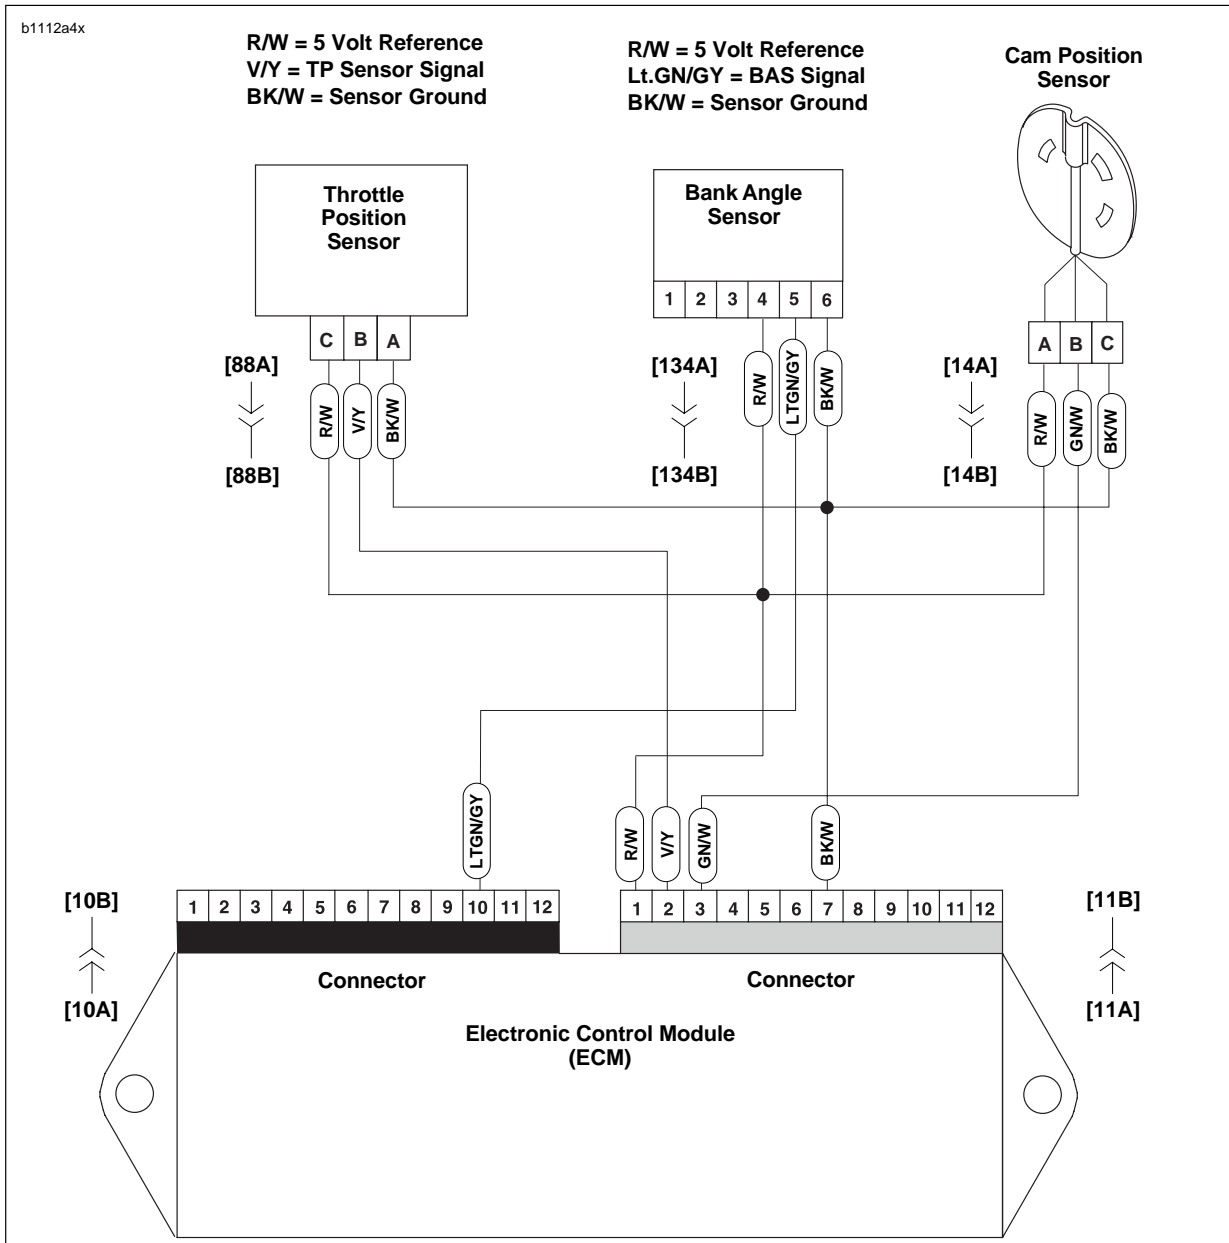 b1112a4x
R/W = 5 Volt Reference
V/Y = TP Sensor Signal
BK/W = Sensor Ground
R/W = 5 Volt Reference
Lt.GN/GY = BAS Signal
BK/W = Sensor Ground
Cam Position
Sensor
Throttle
Position
Sensor
C B A
Bank Angle
Sensor
1 2 3 4 5 6
A B C
[88A]
[88B]
R/W V/Y BK/W
[134A]
[134B]
R/W LTGN/GY BK/W
[14A]
[14B]
R/W GN/W BK/W
LTGN/GY
R/W V/Y GN/W BK/W
[10B]
[10A]
1 2 3 4 5 6 7 8 9 10 11 12
1 2 3 4 5 6 7 8 9 10 11 12
[11B]
[11A]
Connector
Connector
Electronic Control Module
(ECM)